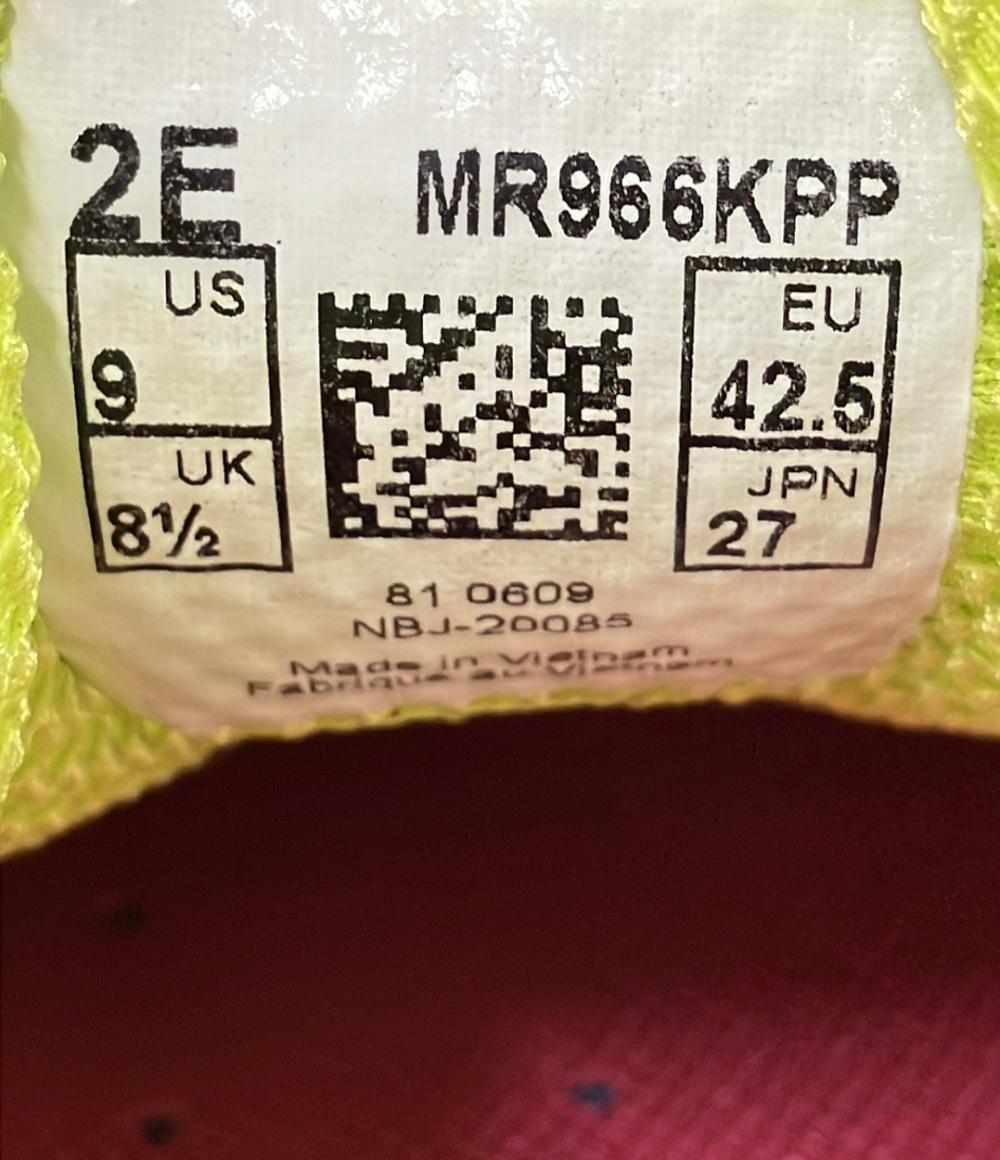 2E MR966KPP
US
9
UK
8½
EU
42.5
JPN
27
81 0609
NBJ-20085
Made in Vietnam
Fabriqué au Vietnam